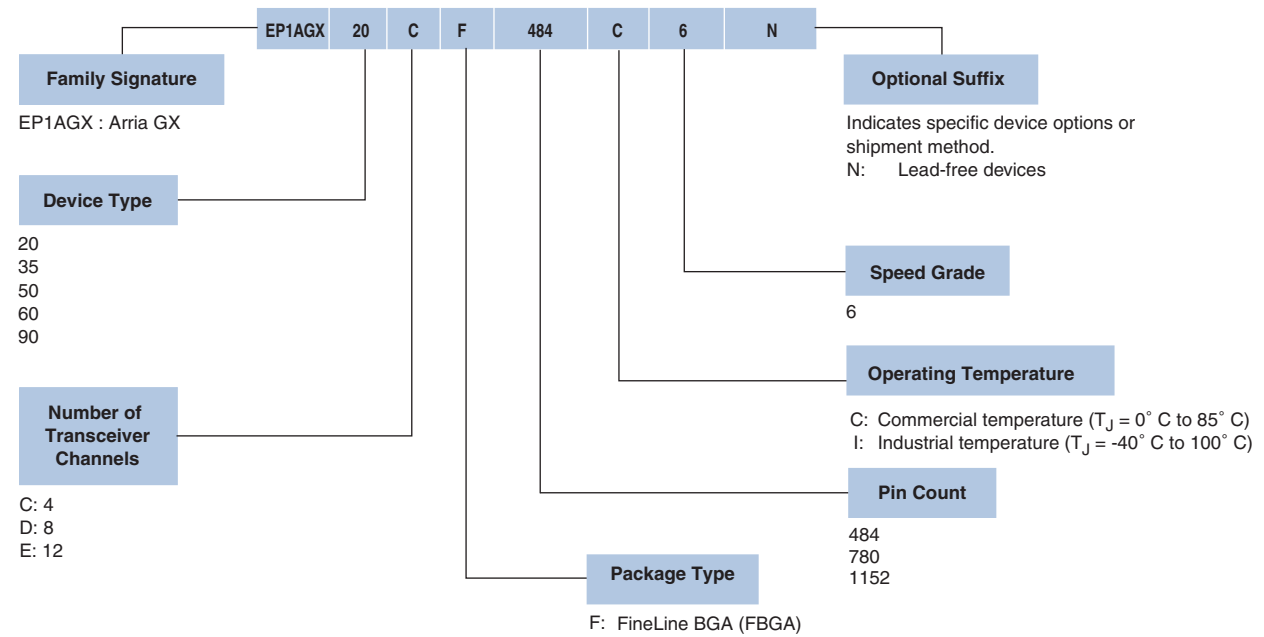 EP1AGX 20 C F 484 C 6 N
Family Signature
EP1AGX : Arria GX
Device Type
20
35
50
60
90
Number of
Transceiver
Channels
C: 4
D: 8
E: 12
Package Type
F: FineLine BGA (FBGA)
Pin Count
484
780
1152
Operating Temperature
C: Commercial temperature (TJ = 0˚ C to 85˚ C)
I: Industrial temperature (TJ = -40˚ C to 100˚ C)
Speed Grade
6
Optional Suffix
Indicates specific device options or
shipment method.
N: Lead-free devices